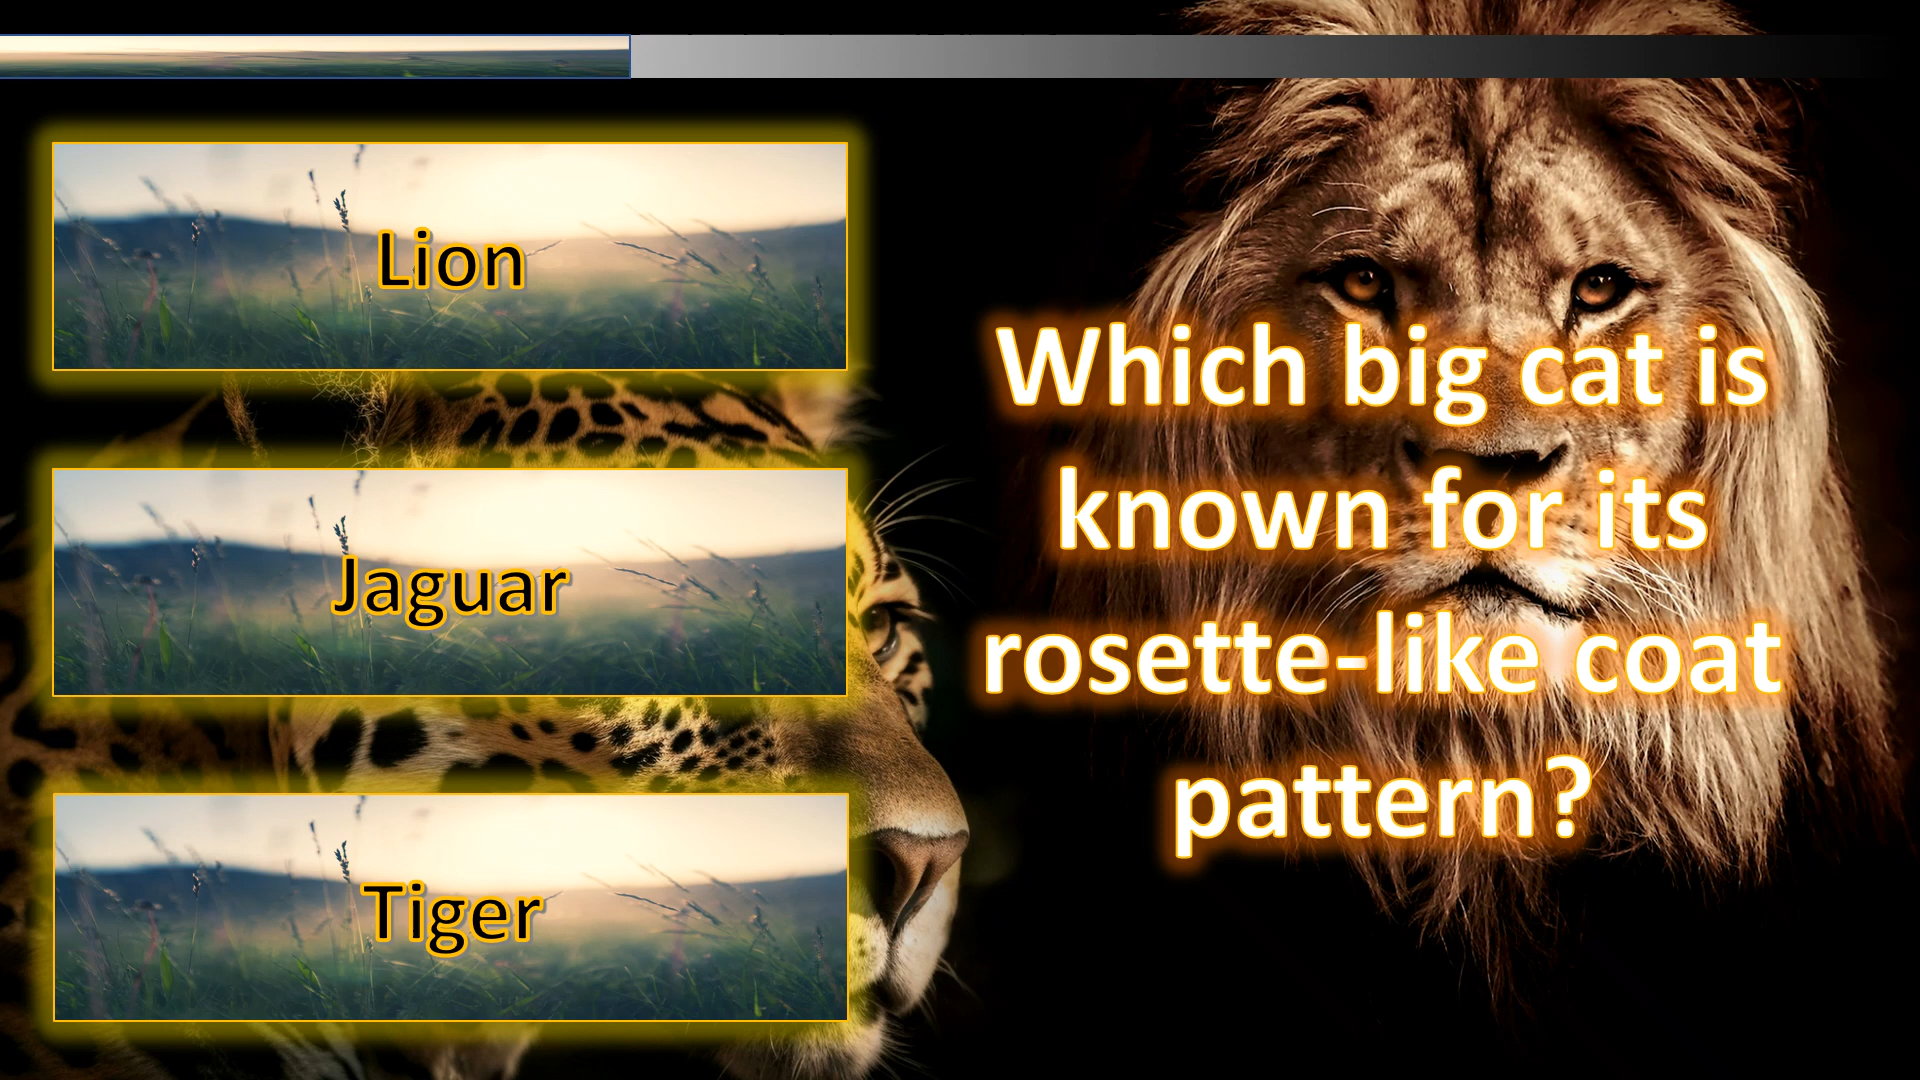 Lion
Jaguar
Tiger
Which big cat is
known for its
rosette-like coat
pattern?